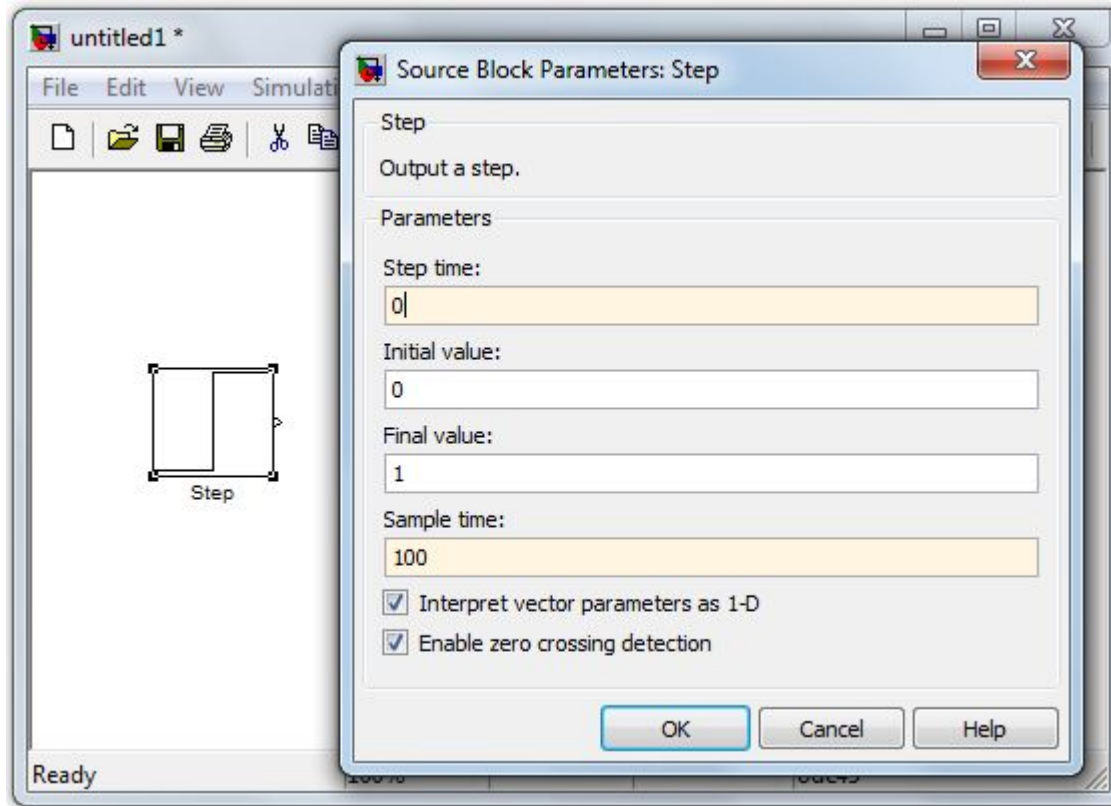 untitled1 *
File Edit View Simulati
Source Block Parameters: Step
Step
Output a step.
Parameters
Step time:
0
Initial value:
0
Final value:
1
Sample time:
100
Interpret vector parameters as 1-D
Enable zero crossing detection
OK Cancel Help
Step
Ready 100% ode45